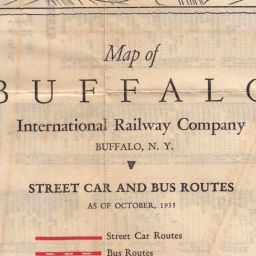 Map of
BUFFALO
International Railway Company
BUFFALO, N. Y.
STREET CAR AND BUS ROUTES
AS OF OCTOBER, 1935
Street Car Routes
Bus Routes